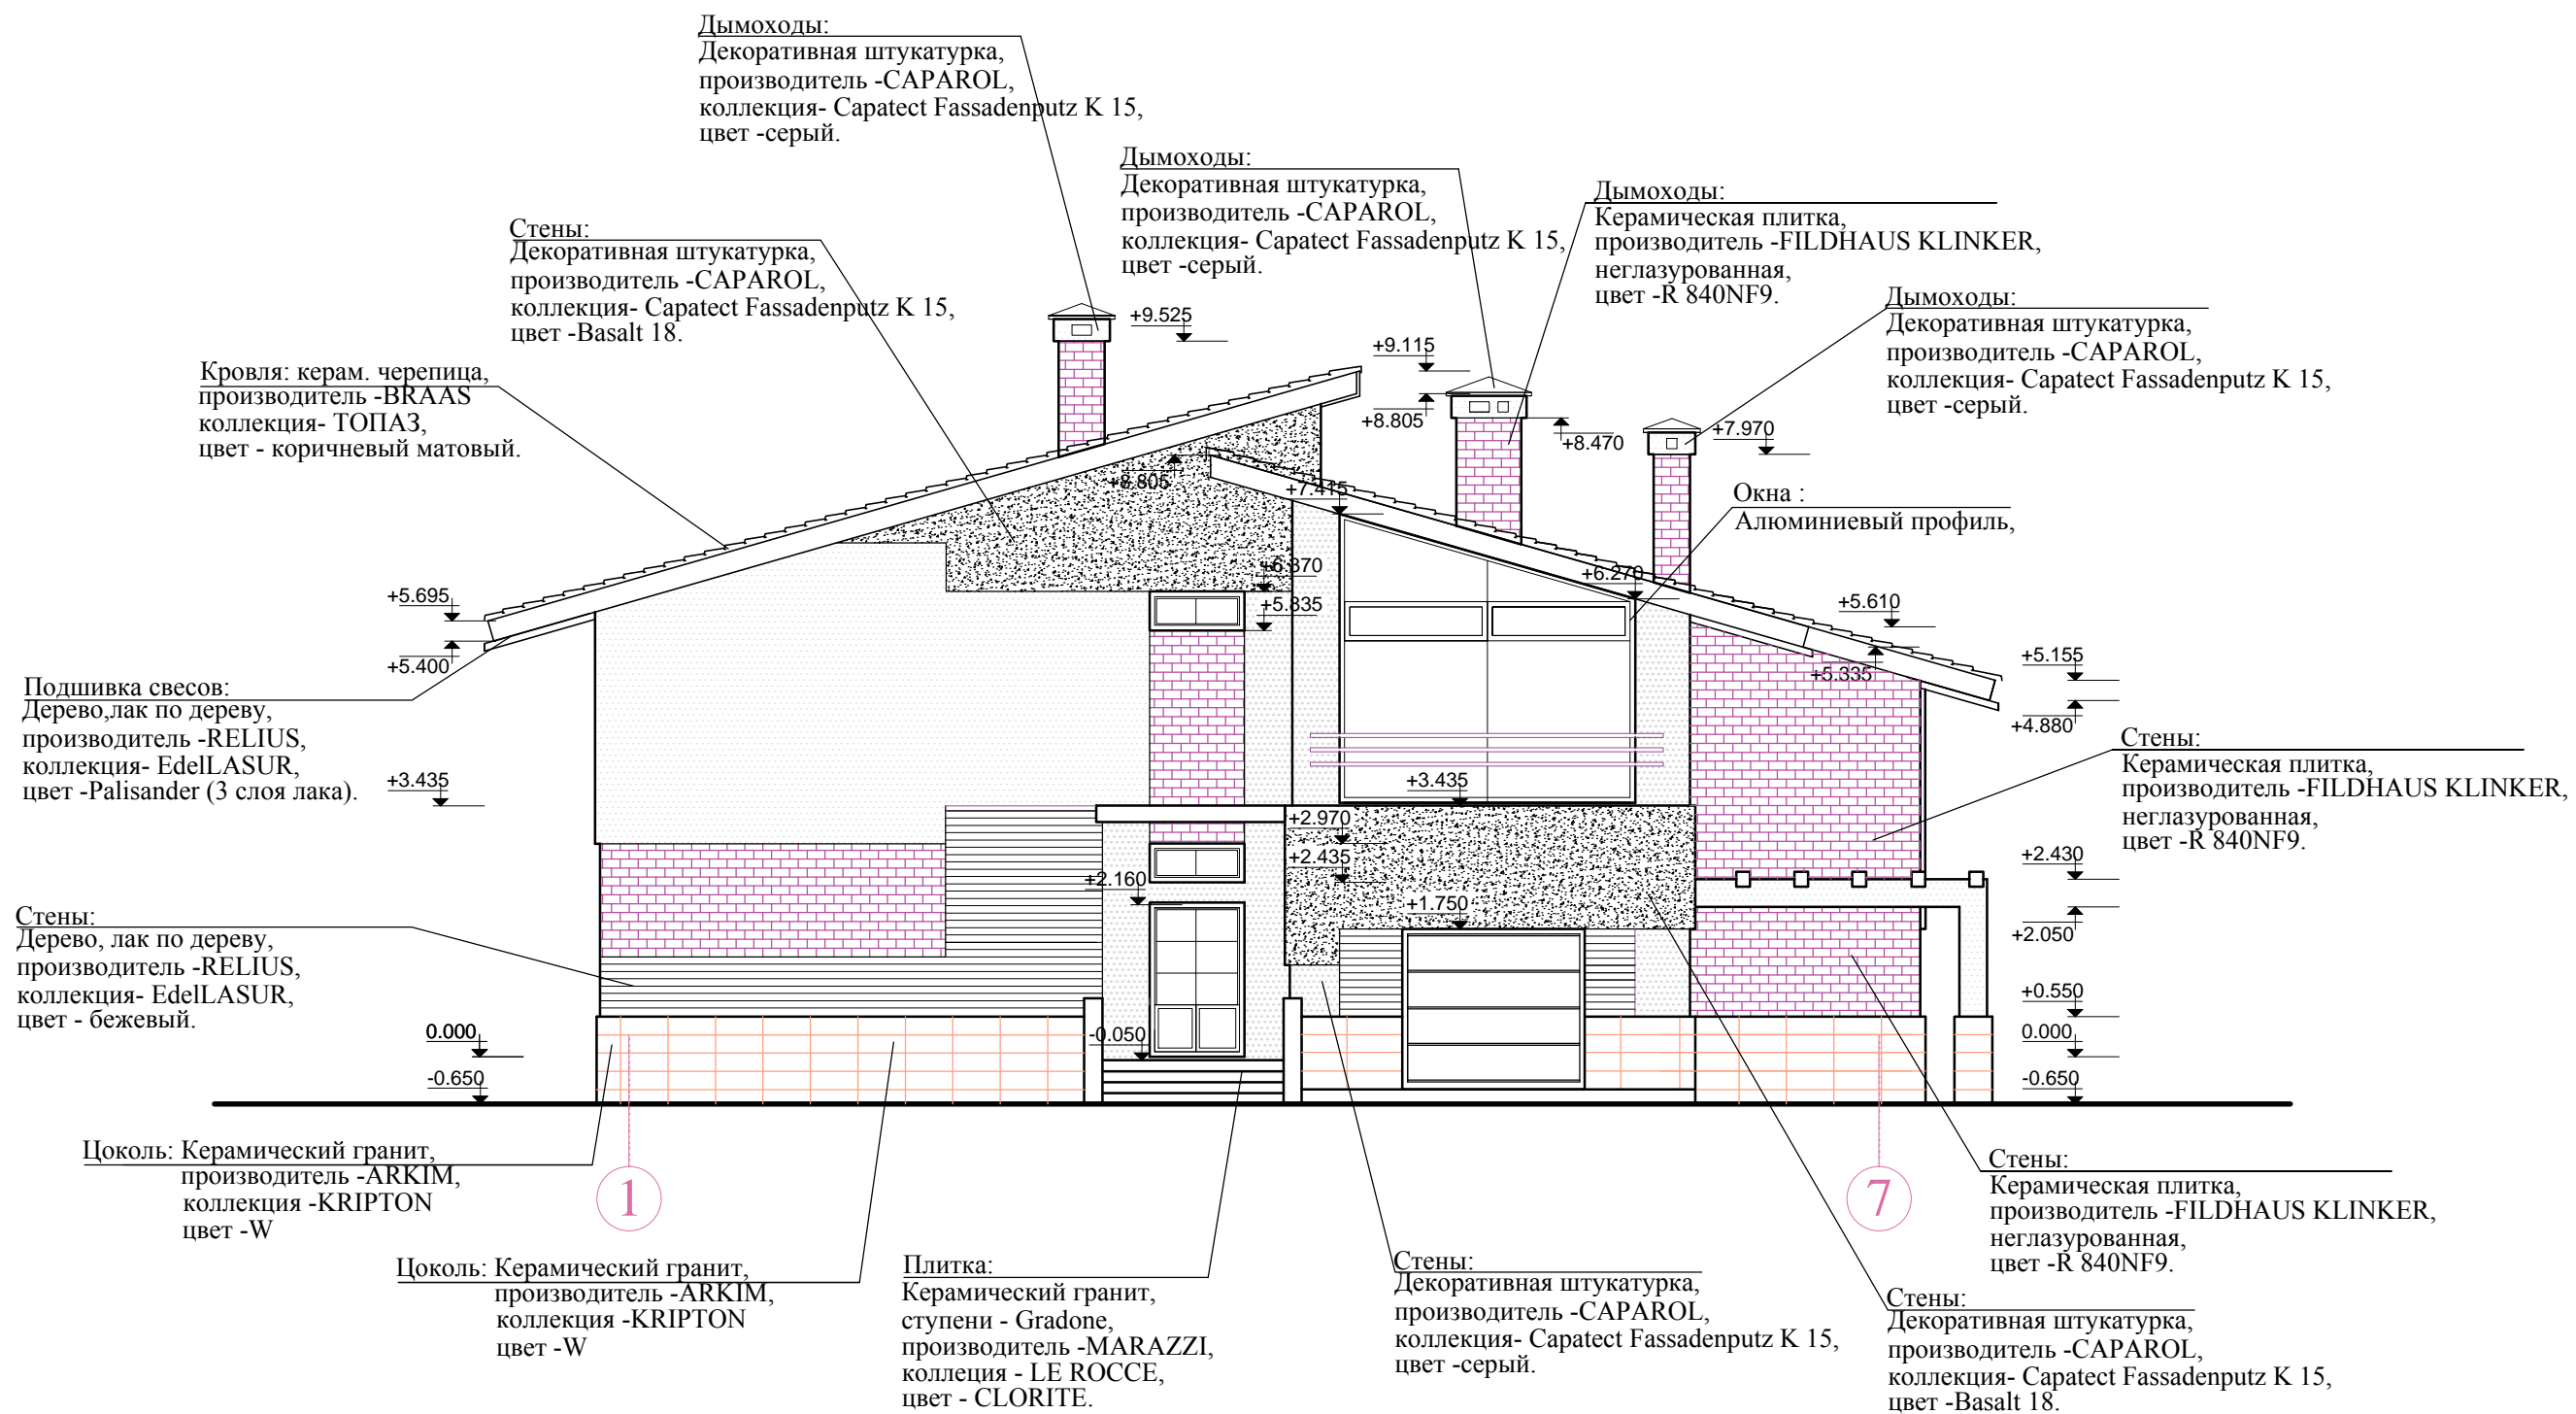 Дымоходы:
Декоративная штукатурка,
производитель -CAPAROL,
коллекция- Capatect Fassadenputz K 15,
цвет -серый.
Дымоходы:
Декоративная штукатурка,
производитель -CAPAROL,
коллекция- Capatect Fassadenputz K 15,
цвет -серый.
Дымоходы:
Керамическая плитка,
производитель -FILDHAUS KLINKER,
неглазурованная,
цвет -R 840NF9.
Стены:
Декоративная штукатурка,
производитель -CAPAROL,
коллекция- Capatect Fassadenputz K 15,
цвет -Basalt 18.
Дымоходы:
Декоративная штукатурка,
производитель -CAPAROL,
коллекция- Capatect Fassadenputz K 15,
цвет -серый.
Кровля: керам. черепица,
производитель -BRAAS
коллекция- ТОПАЗ,
цвет - коричневый матовый.
Окна :
Алюминиевый профиль,
+9.525
+9.115
+8.805
+8.470
+7.970
+8.805
+7.415
+6.370
+5.835
+6.270
+5.695
+5.400
+5.610
+5.335
+5.155
+4.880
Подшивка свесов:
Дерево,лак по дереву,
производитель -RELIUS,
коллекция- EdelLASUR,
цвет -Palisander (3 слоя лака).
+3.435
+3.435
Стены:
Керамическая плитка,
производитель -FILDHAUS KLINKER,
неглазурованная,
цвет -R 840NF9.
+2.970
+2.435
+2.160
+1.750
+2.430
+2.050
Стены:
Дерево, лак по дереву,
производитель -RELIUS,
коллекция- EdelLASUR,
цвет - бежевый.
0.000
-0.650
-0.050
+0.550
0.000
-0.650
Цоколь: Керамический гранит,
производитель -ARKIM,
коллекция -KRIPTON
цвет -W
1
7
Стены:
Керамическая плитка,
производитель -FILDHAUS KLINKER,
неглазурованная,
цвет -R 840NF9.
Цоколь: Керамический гранит,
производитель -ARKIM,
коллекция -KRIPTON
цвет -W
Плитка:
Керамический гранит,
ступени - Gradone,
производитель -MARAZZI,
коллеция - LE ROCCE,
цвет - CLORITE.
Стены:
Декоративная штукатурка,
производитель -CAPAROL,
коллекция- Capatect Fassadenputz K 15,
цвет -серый.
Стены:
Декоративная штукатурка,
производитель -CAPAROL,
коллекция- Capatect Fassadenputz K 15,
цвет -Basalt 18.